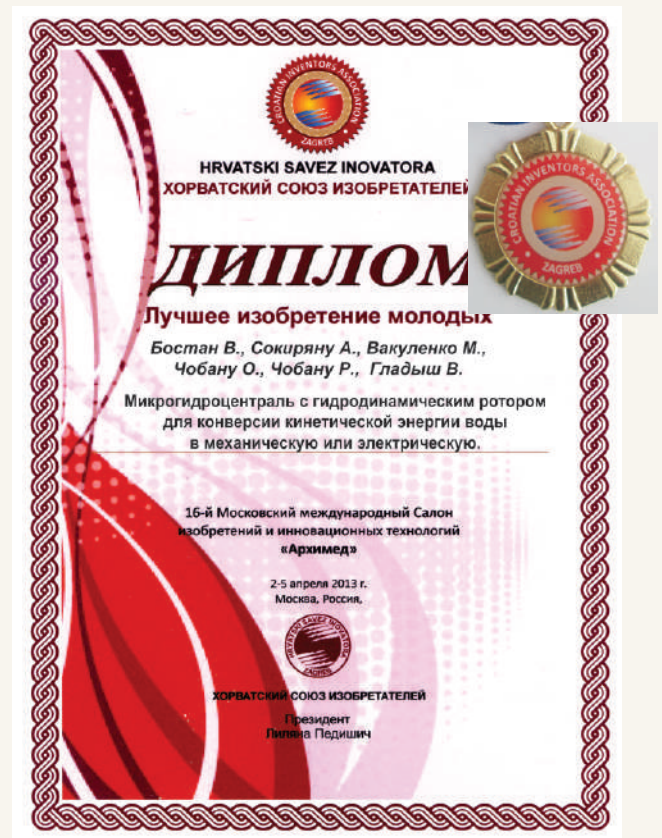 CROATIAN INVENTORS ASSOCIATION
ZAGREB
HRVATSKI SAVEZ INOVATORA
ХОРВАТСКИЙ СОЮЗ ИЗОБРЕТАТЕЛЕЙ
CROATIAN INVENTORS ASSOCIATION
ZAGREB
ДИПЛОМ
Лучшее изобретение молодых
Бостан В., Сокиряну А., Вакуленко М.,
Чобану О., Чобану Р., Гладыш В.
Микрогидроцентраль с гидродинамическим ротором
для конверсии кинетической энергии воды
в механическую или электрическую.
16-й Московский международный Салон
изобретений и инновационных технологий
«Архимед»
2-5 апреля 2013 г.
Москва, Россия,
HRVATSKI SAVEZ INOVATORA
ZAGREB
ХОРВАТСКИЙ СОЮЗ ИЗОБРЕТАТЕЛЕЙ
Президент
Лиляна Педишич